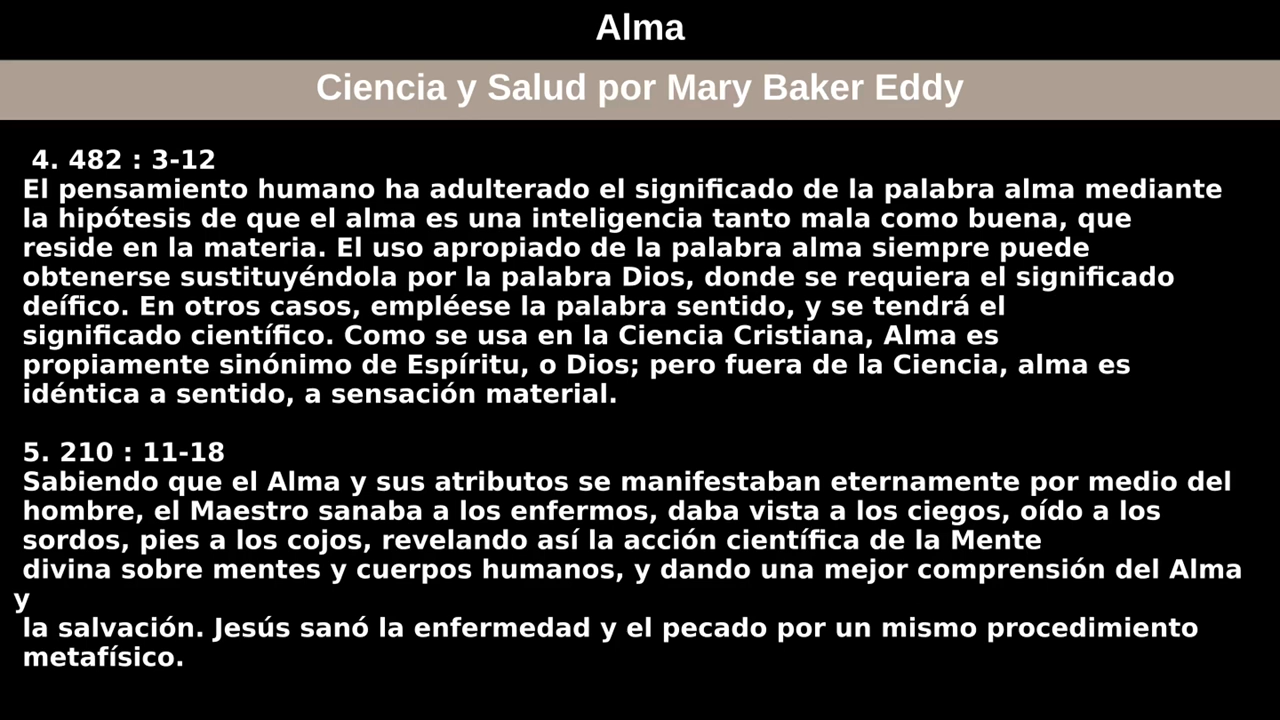 Alma
Ciencia y Salud por Mary Baker Eddy
4. 482 : 3-12
El pensamiento humano ha adulterado el significado de la palabra alma mediante
la hipótesis de que el alma es una inteligencia tanto mala como buena, que
reside en la materia. El uso apropiado de la palabra alma siempre puede
obtenerse sustituyéndola por la palabra Dios, donde se requiera el significado
deífico. En otros casos, empléese la palabra sentido, y se tendrá el
significado científico. Como se usa en la Ciencia Cristiana, Alma es
propiamente sinónimo de Espíritu, o Dios; pero fuera de la Ciencia, alma es
idéntica a sentido, a sensación material.
5. 210 : 11-18
Sabiendo que el Alma y sus atributos se manifestaban eternamente por medio del
hombre, el Maestro sanaba a los enfermos, daba vista a los ciegos, oído a los
sordos, pies a los cojos, revelando así la acción científica de la Mente
divina sobre mentes y cuerpos humanos, y dando una mejor comprensión del Alma
y
la salvación. Jesús sanó la enfermedad y el pecado por un mismo procedimiento
metafísico.